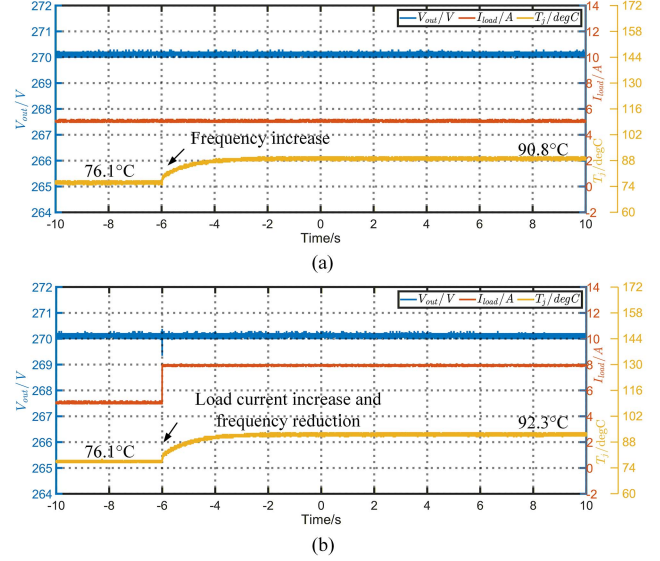 V_out/V I_load/A T_j/degC
272
271
270
269
268
267
266
265
264
V_out/V
14
12
10
8
6
4
2
0
-2
I_load/A
172
158
144
130
116
102
88
74
60
T_j/degC
Frequency increase
76.1°C
90.8°C
-10 -8 -6 -4 -2 0 2 4 6 8 10
Time/s
(a)
V_out/V I_load/A T_j/degC
272
271
270
269
268
267
266
265
264
V_out/V
14
12
10
8
6
4
2
0
-2
I_load/A
172
158
144
130
116
102
88
74
60
T_j/degC
Load current increase and
frequency reduction
76.1°C
92.3°C
-10 -8 -6 -4 -2 0 2 4 6 8 10
Time/s
(b)